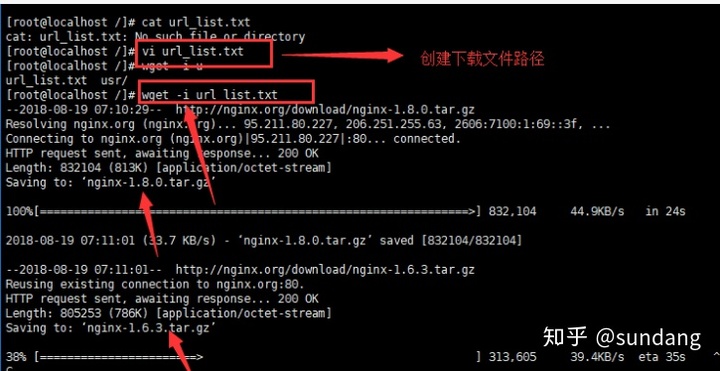 [root@localhost /]# cat url_list.txt
cat: url_list.txt: No such file or directory
[root@localhost /]# vi url_list.txt
创建下载文件路径
[root@localhost /]# wget -i u
url_list.txt  usr/
[root@localhost /]# wget -i url_list.txt
--2018-08-19 07:10:29--  http://nginx.org/download/nginx-1.8.0.tar.gz
Resolving nginx.org (nginx.org)... 95.211.80.227, 206.251.255.63, 2606:7100:1:69::3f, ...
Connecting to nginx.org (nginx.org)|95.211.80.227|:80... connected.
HTTP request sent, awaiting response... 200 OK
Length: 832104 (813K) [application/octet-stream]
Saving to: ‘nginx-1.8.0.tar.gz’
100%[===================================================>] 832,104     44.9KB/s   in 24s
2018-08-19 07:11:01 (33.7 KB/s) - ‘nginx-1.8.0.tar.gz’ saved [832104/832104]
--2018-08-19 07:11:01--  http://nginx.org/download/nginx-1.6.3.tar.gz
Reusing existing connection to nginx.org:80.
HTTP request sent, awaiting response... 200 OK
Length: 805253 (786K) [application/octet-stream]
Saving to: ‘nginx-1.6.3.tar.gz’
知乎 @sundang
38% [===================>                                ] 313,605     39.4KB/s  eta 35s   ^
C